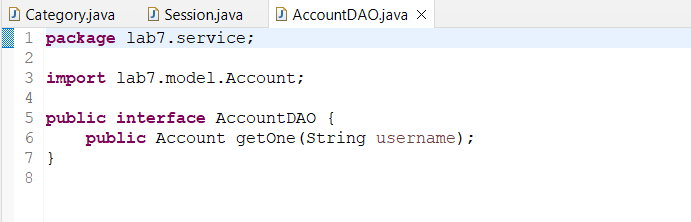 Category.java Session.java AccountDAO.java
1 package lab7.service;
2
3 import lab7.model.Account;
4
5 public interface AccountDAO {
6     public Account getOne(String username);
7 }
8